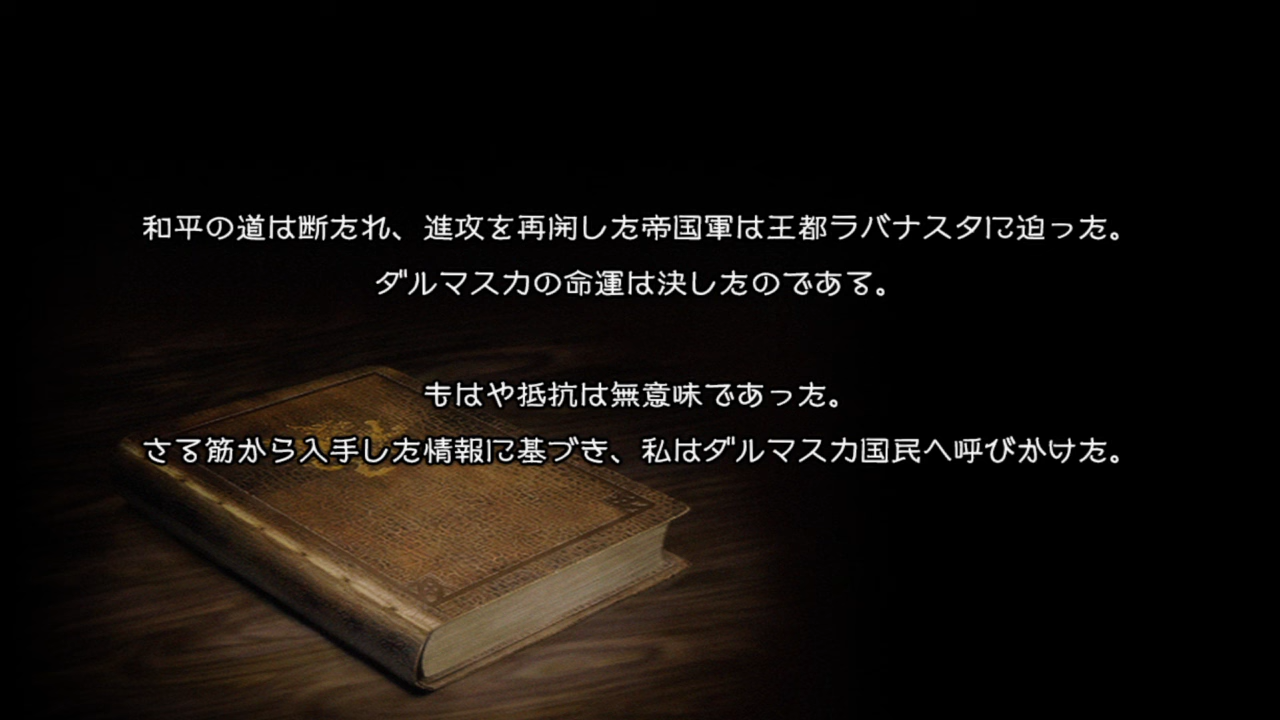 和平の道は断たれ、進攻を再開した帝国軍は王都ラバナスタに迫った。
ダルマスカの命運は決したのである。
もはや抵抗は無意味であった。
さる筋から入手した情報に基づき、私はダルマスカ国民へ呼びかけた。